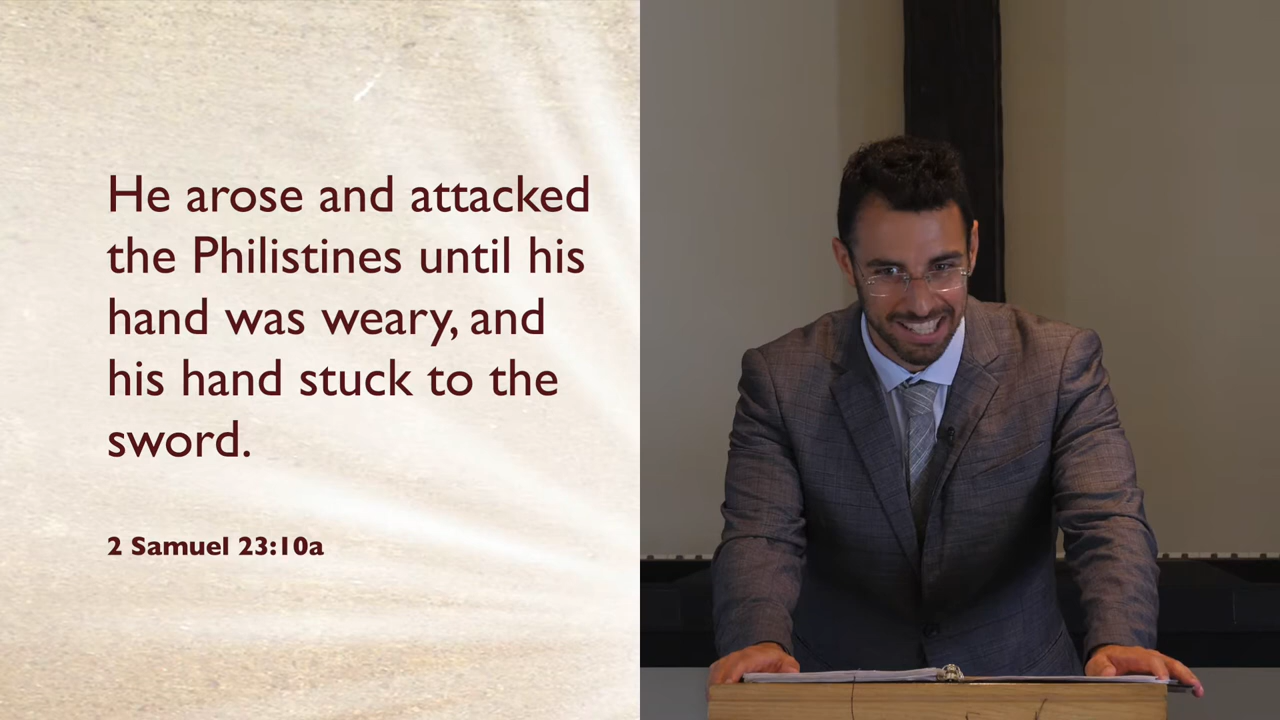 He arose and attacked
the Philistines until his
hand was weary, and
his hand stuck to the
sword.
2 Samuel 23:10a